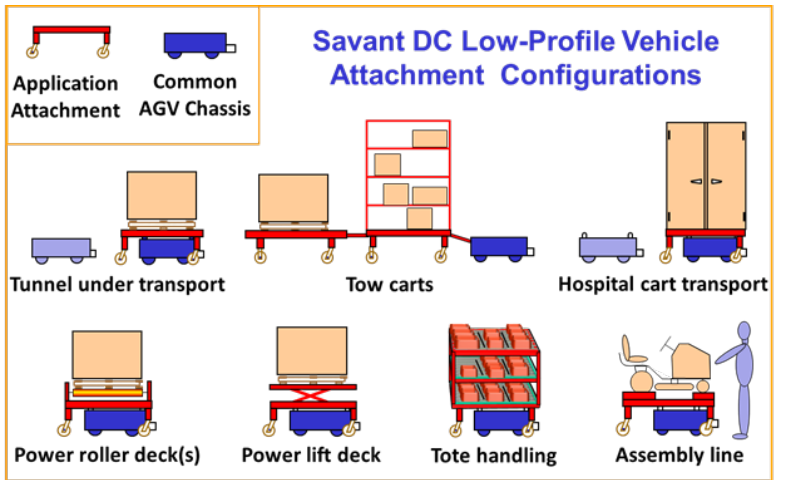 Savant DC Low-Profile Vehicle
Attachment Configurations
Application
Attachment
Common
AGV Chassis
Tunnel under transport
Tow carts
Hospital cart transport
Power roller deck(s)
Power lift deck
Tote handling
Assembly line